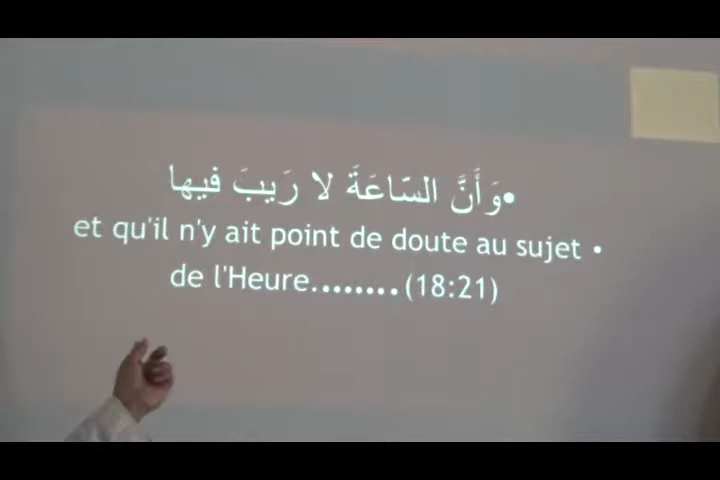 •وَأَنَّ السّاعَةَ لا رَيبَ فيها
et qu'il n'y ait point de doute au sujet •
de l'Heure........(18:21)